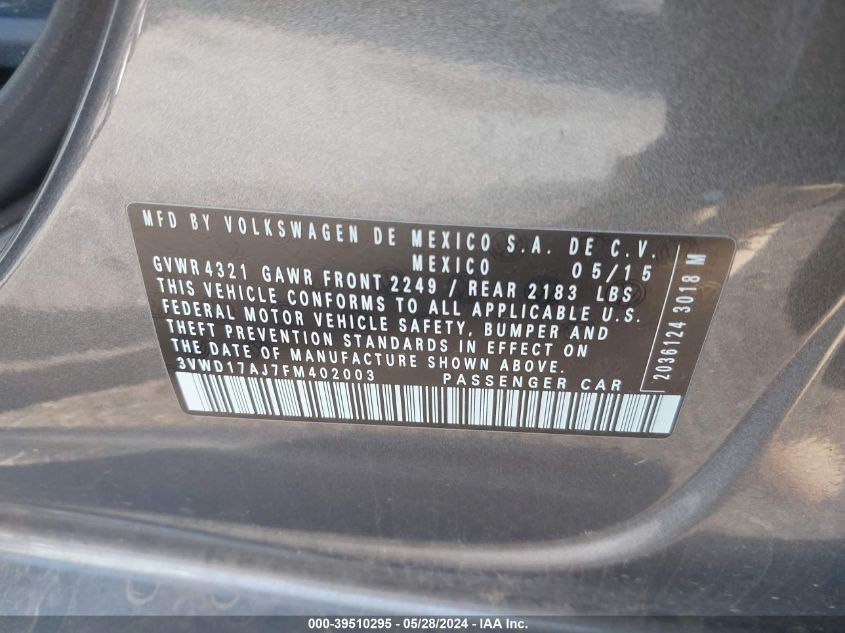 MFD BY VOLKSWAGEN DE MEXICO S.A. DE C.V.
MEXICO 05/15
GVWR 4321 GAWR FRONT 2249 / REAR 2183 LBS
THIS VEHICLE CONFORMS TO ALL APPLICABLE U.S.
FEDERAL MOTOR VEHICLE SAFETY, BUMPER AND
THEFT PREVENTION STANDARDS IN EFFECT ON
THE DATE OF MANUFACTURE SHOWN ABOVE.
3VWD17AJ7FM402003 PASSENGER CAR
2036124 3018 M
000-39510295 - 05/28/2024 - IAA Inc.